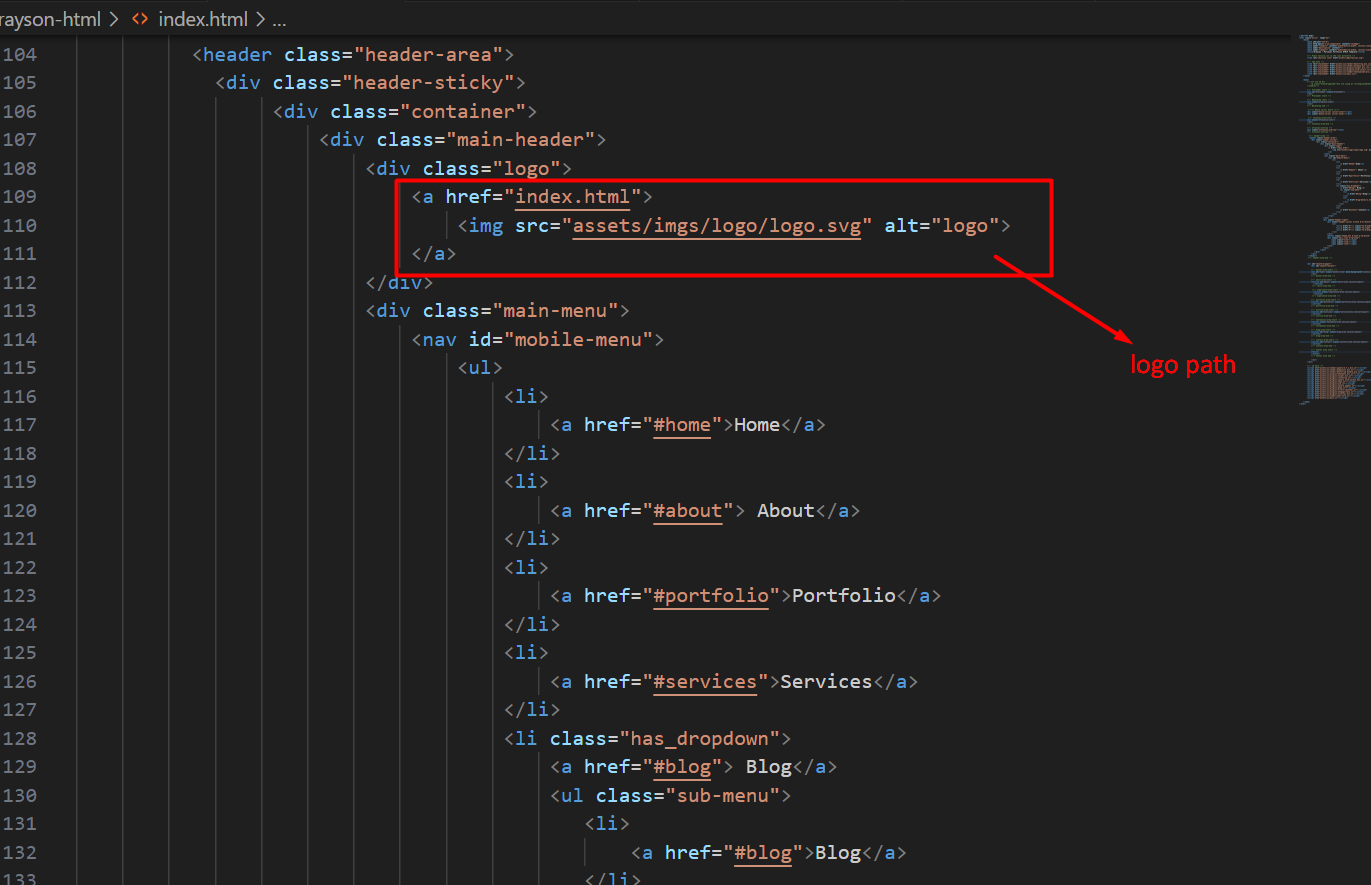 rayson-html > <> index.html > ...
104 <header class="header-area">
105 <div class="header-sticky">
106 <div class="container">
107 <div class="main-header">
108 <div class="logo">
109 <a href="index.html">
110 <img src="assets/imgs/logo/logo.svg" alt="logo">
111 </a>
112 </div>
113 <div class="main-menu">
114 <nav id="mobile-menu">
logo path
115 <ul>
116 <li>
117 <a href="#home">Home</a>
118 </li>
119 <li>
120 <a href="#about"> About</a>
121 </li>
122 <li>
123 <a href="#portfolio">Portfolio</a>
124 </li>
125 <li>
126 <a href="#services">Services</a>
127 </li>
128 <li class="has_dropdown">
129 <a href="#blog"> Blog</a>
130 <ul class="sub-menu">
131 <li>
132 <a href="#blog">Blog</a>
133 </li>